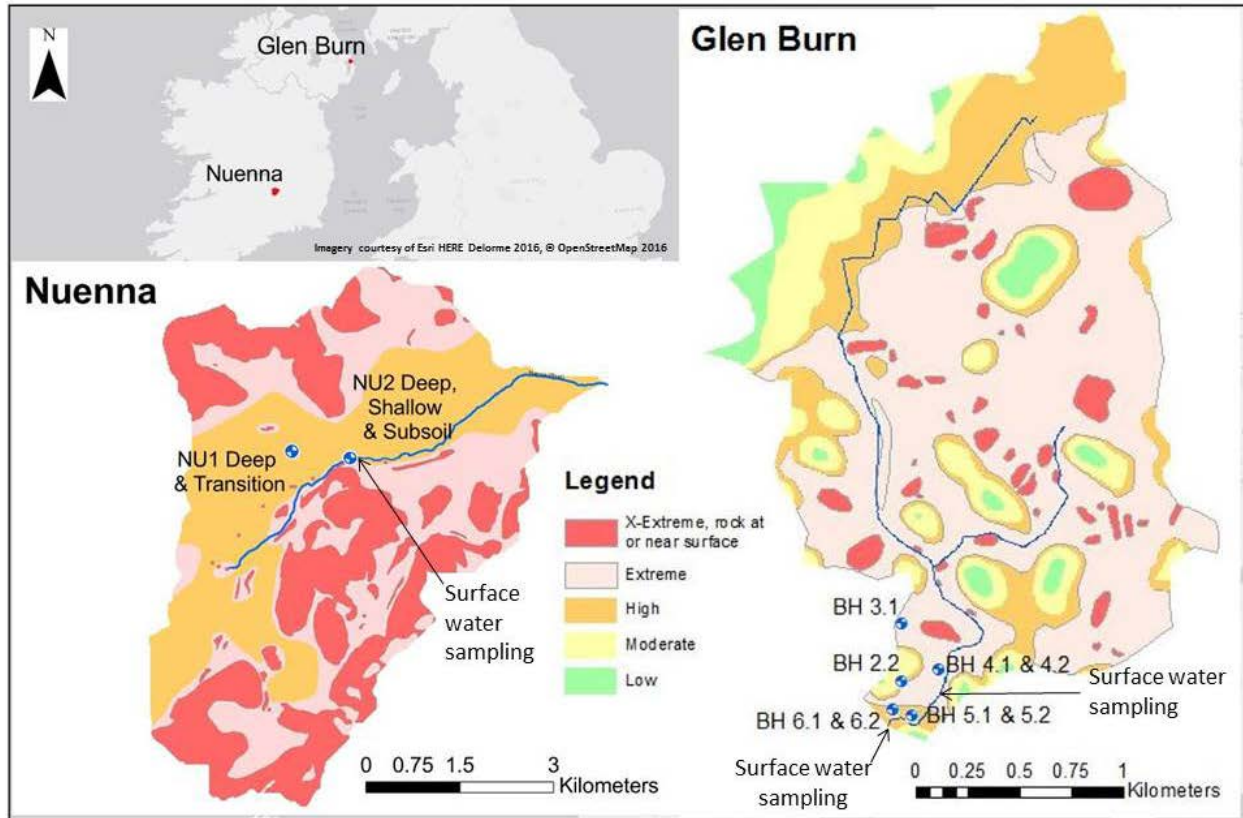 N
Glen Burn
Nuenna
Imagery courtesy of Esri HERE Delorme 2016, © OpenStreetMap 2016
Nuenna
NU2 Deep,
Shallow
& Subsoil
NU1 Deep
& Transition
Surface
water
sampling
0 0.75 1.5 3
Kilometers
Legend
X-Extreme, rock at
or near surface
Extreme
High
Moderate
Low
Glen Burn
BH 3.1
BH 2.2
BH 4.1 & 4.2
BH 6.1 & 6.2
BH 5.1 & 5.2
Surface water
sampling
Surface water
sampling
0 0.25 0.5 0.75 1
Kilometers